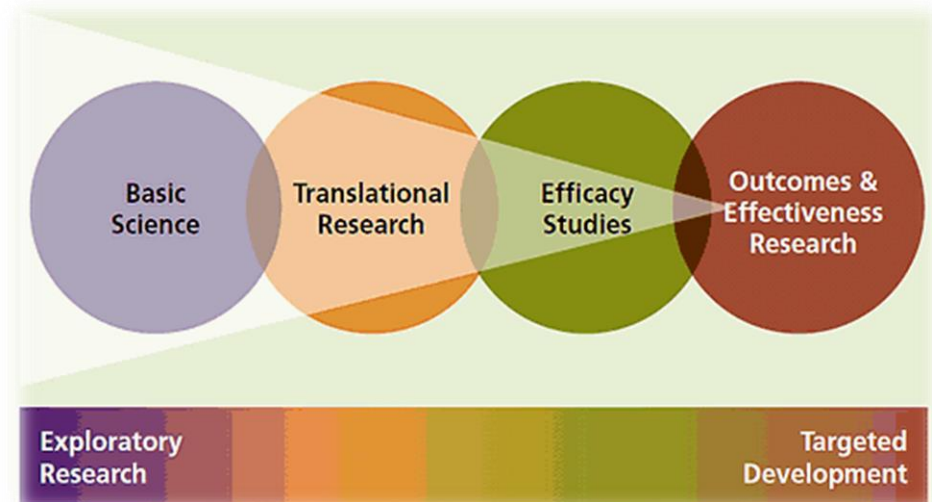 Basic
Science
Translational
Research
Efficacy
Studies
Outcomes &
Effectiveness
Research
Exploratory
Research
Targeted
Development